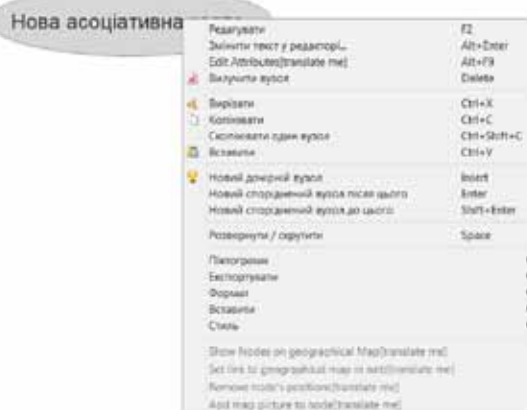 Нова асоціативна
Редагувати F2
Змінити текст у редакторі... Alt+Enter
Edit Attributes[translate me] Alt+F9
Вилучити вузол Delete
Вирізати Ctrl+X
Копіювати Ctrl+C
Скопіювати один вузол Ctrl+Shift+C
Вставити Ctrl+V
Новий дочірній вузол Insert
Новий споріднений вузол після цього Enter
Новий споріднений вузол до цього Shift+Enter
Розвернути / скрутити Space
Піктограми
Експортувати
Формат
Вставити
Стиль
Show Nodes on geographical Map[translate me]
Set link to geographical map in web[translate me]
Remove node's positions[translate me]
Add map picture to node[translate me]